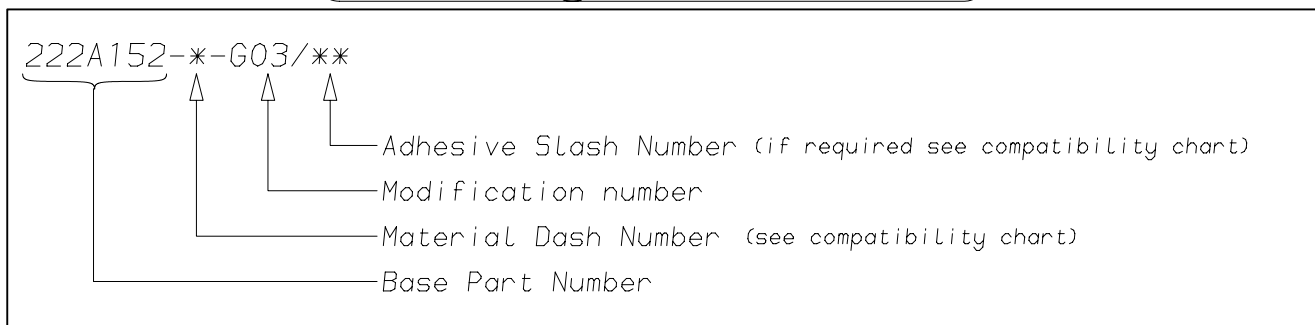 222A152-*-G03/**
Adhesive Slash Number (if required see compatibility chart)
Modification number
Material Dash Number (see compatibility chart)
Base Part Number